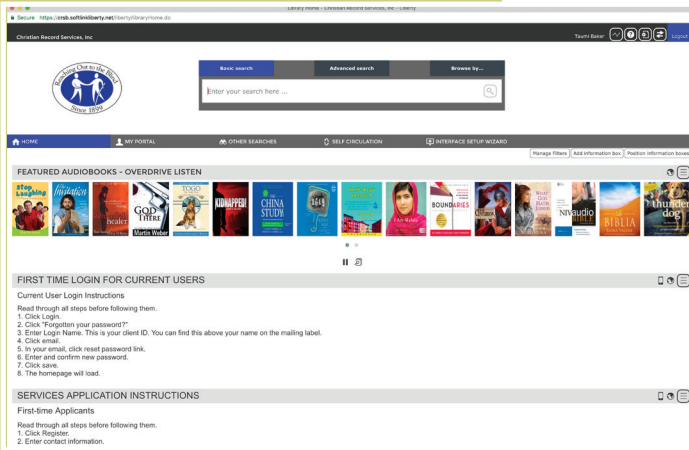 Library Home - Christian Record Services, Inc - Liberty
Secure https://crsb.softlinkliberty.net/liberty/libraryHome.do
Christian Record Services, Inc
Taumi Baker
Logout
Reaching Out to the Blind
Since 1899
Basic search
Advanced search
Browse by...
Enter your search here ...
HOME
MY PORTAL
OTHER SEARCHES
SELF CIRCULATION
INTERFACE SETUP WIZARD
Manage Filters
Add information box
Position information boxes
FEATURED AUDIOBOOKS - OVERDRIVE LISTEN
Stop Laughing
Invitation
healer
GOD
THERE
Martin Weber
TOGO
KIDNAPPED!
CHINA
STUDY
I Am Malala
BOUNDARIES
CENTURION
WHAT
GOD
NIVaudio
BIBLE
BIBLIA
thunder
dog
FIRST TIME LOGIN FOR CURRENT USERS
Current User Login Instructions
Read through all steps before following them.
1. Click Login.
2. Click "Forgotten your password?"
3. Enter Login Name. This is your client ID. You can find this above your name on the mailing label.
4. Click email.
5. In your email, click reset password link.
6. Enter and confirm new password.
7. Click save.
8. The homepage will load.
SERVICES APPLICATION INSTRUCTIONS
First-time Applicants
Read through all steps before following them.
1. Click Register.
2. Enter contact information.